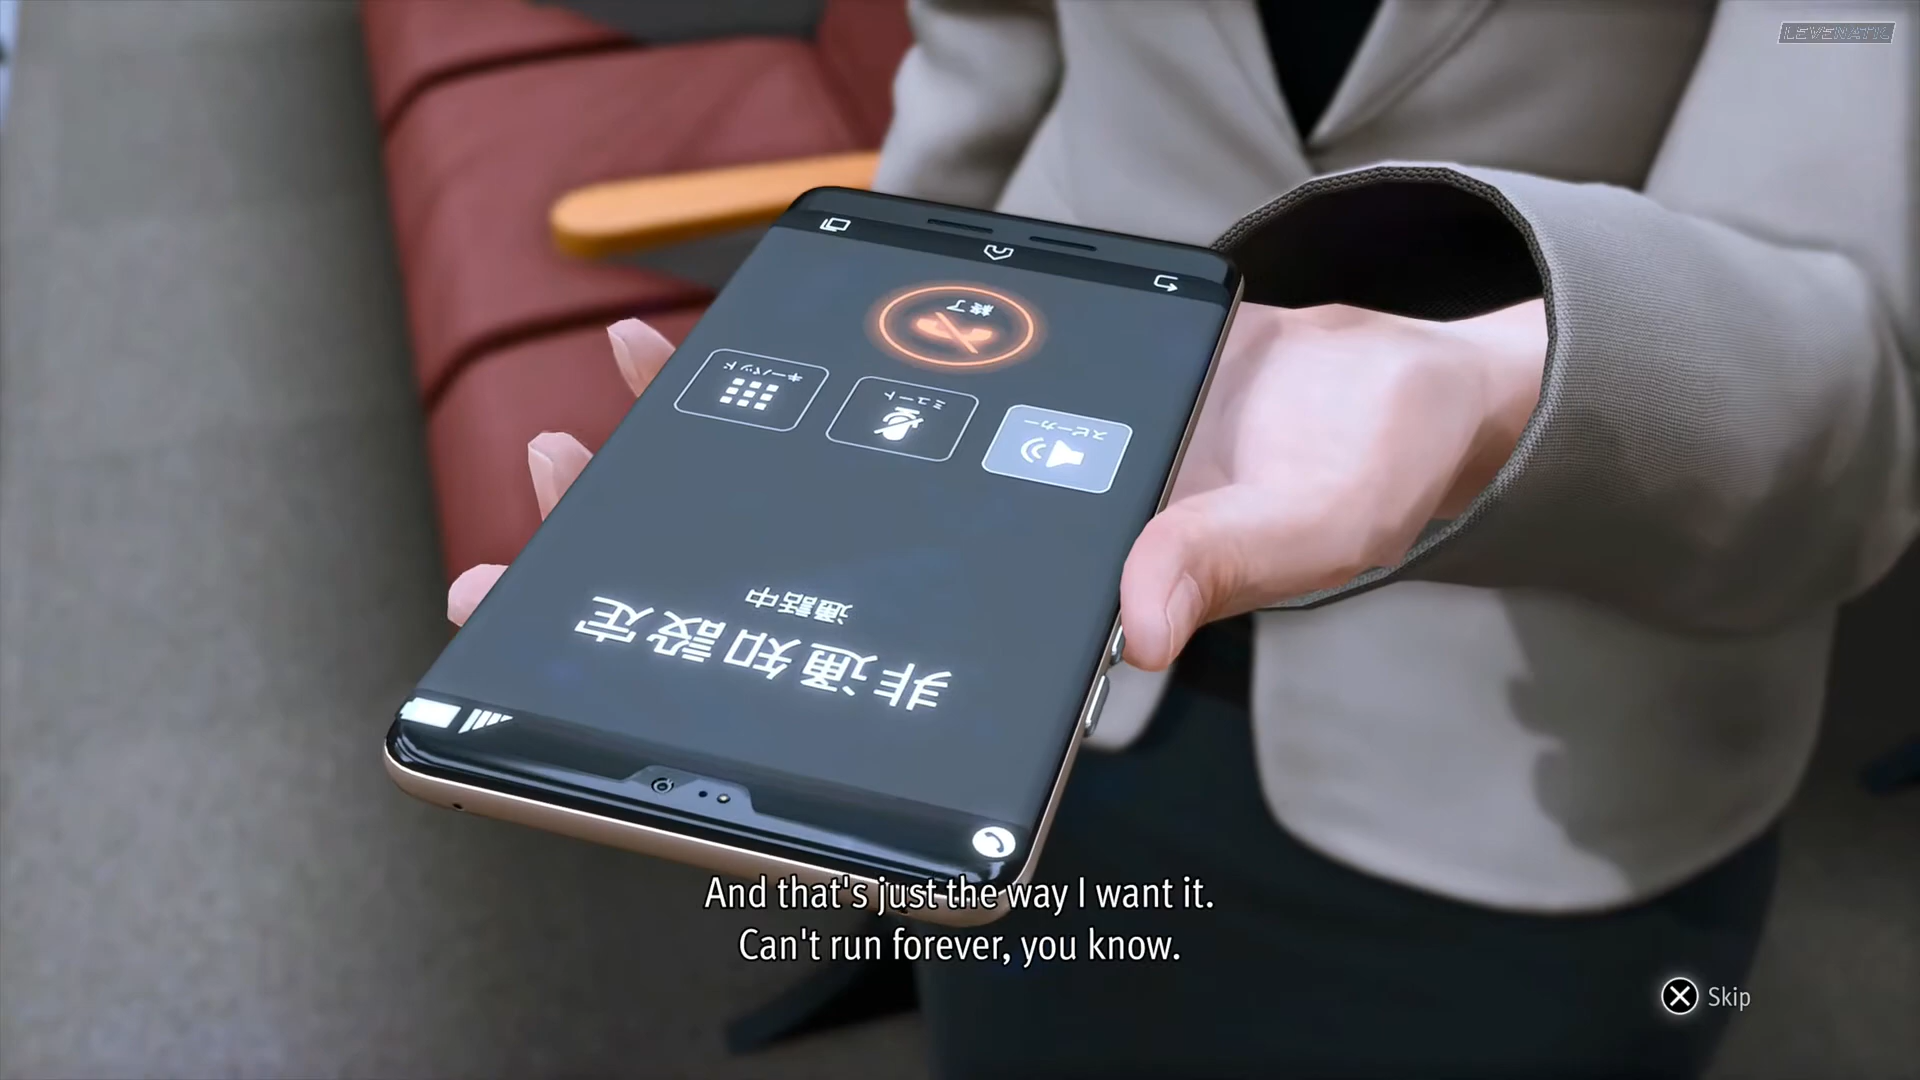 LEVENATIC
非通知設定
通話中
スピーカー
ミュート
キーパッド
終了
And that's just the way I want it.
Can't run forever, you know.
Skip